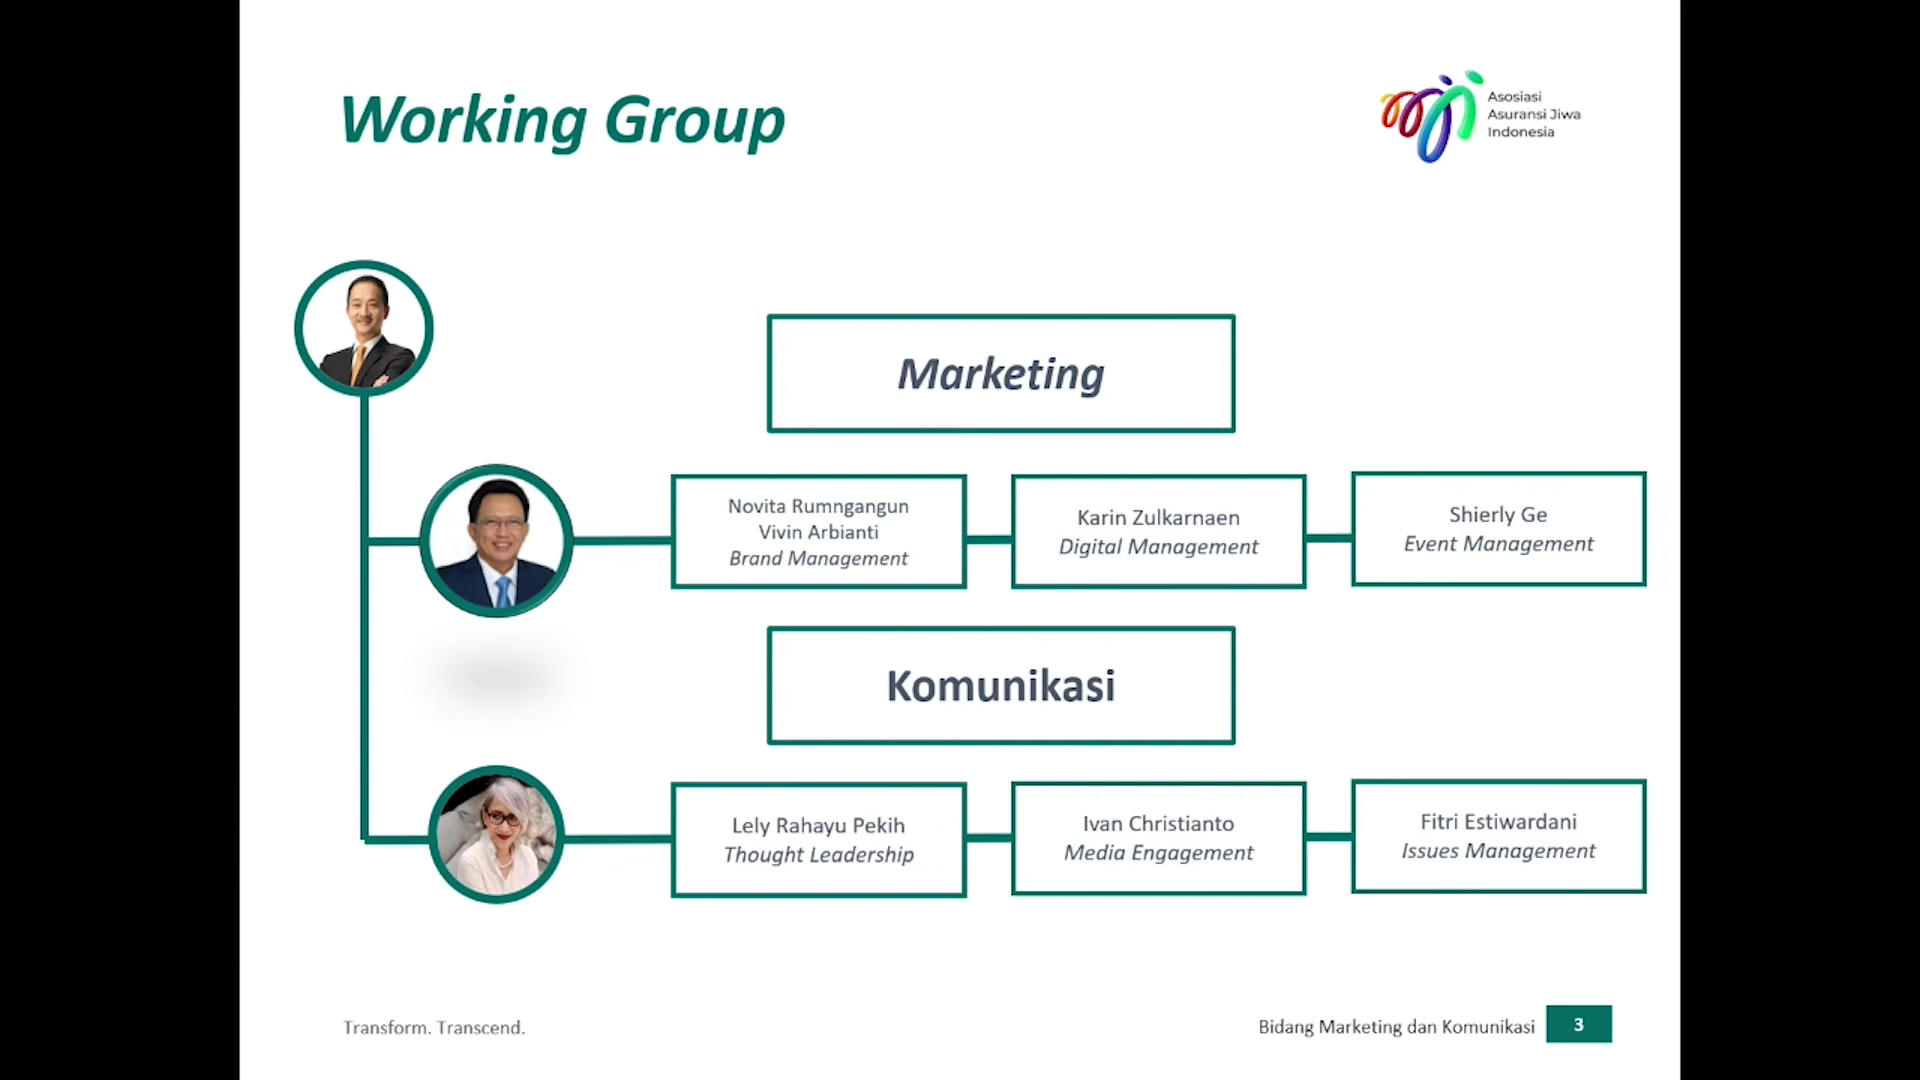 Working Group
Asosiasi
Asuransi Jiwa
Indonesia
Marketing
Novita Rumngangun
Vivin Arbianti
Brand Management
Karin Zulkarnaen
Digital Management
Shierly Ge
Event Management
Komunikasi
Lely Rahayu Pekih
Thought Leadership
Ivan Christianto
Media Engagement
Fitri Estiwardani
Issues Management
Transform. Transcend.
Bidang Marketing dan Komunikasi
3